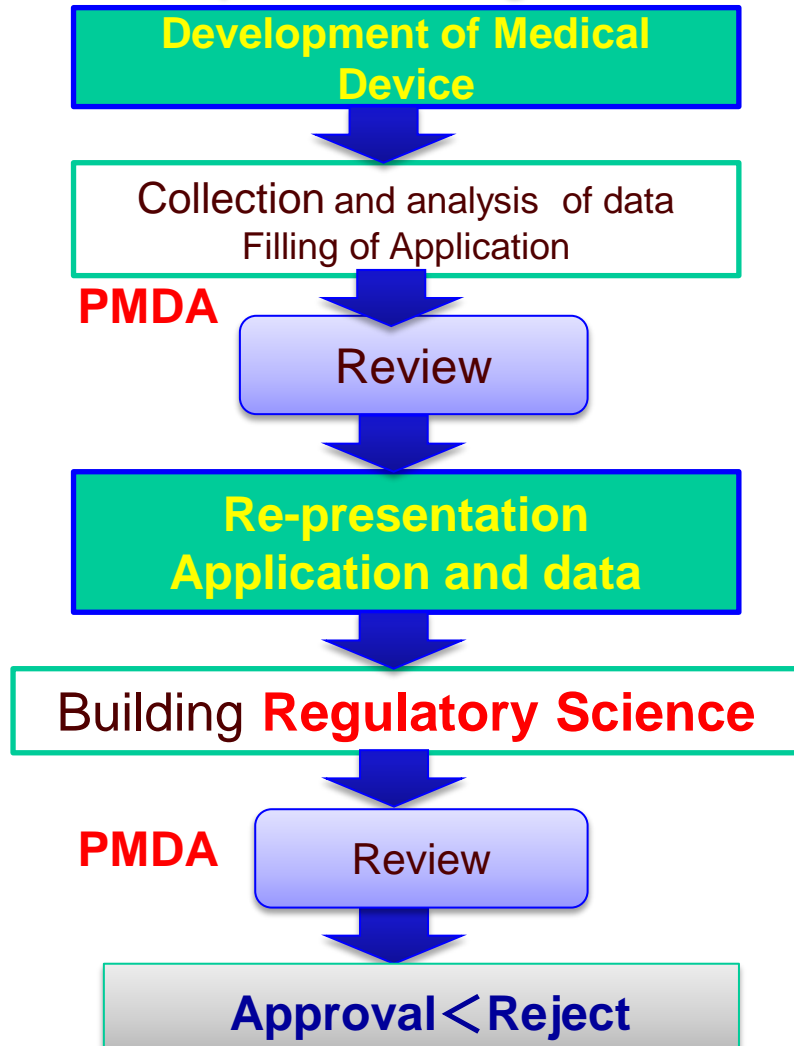 Development of Medical
Device
Collection and analysis of data
Filling of Application
PMDA
Review
Re-presentation
Application and data
Building Regulatory Science
PMDA
Review
Approval＜Reject